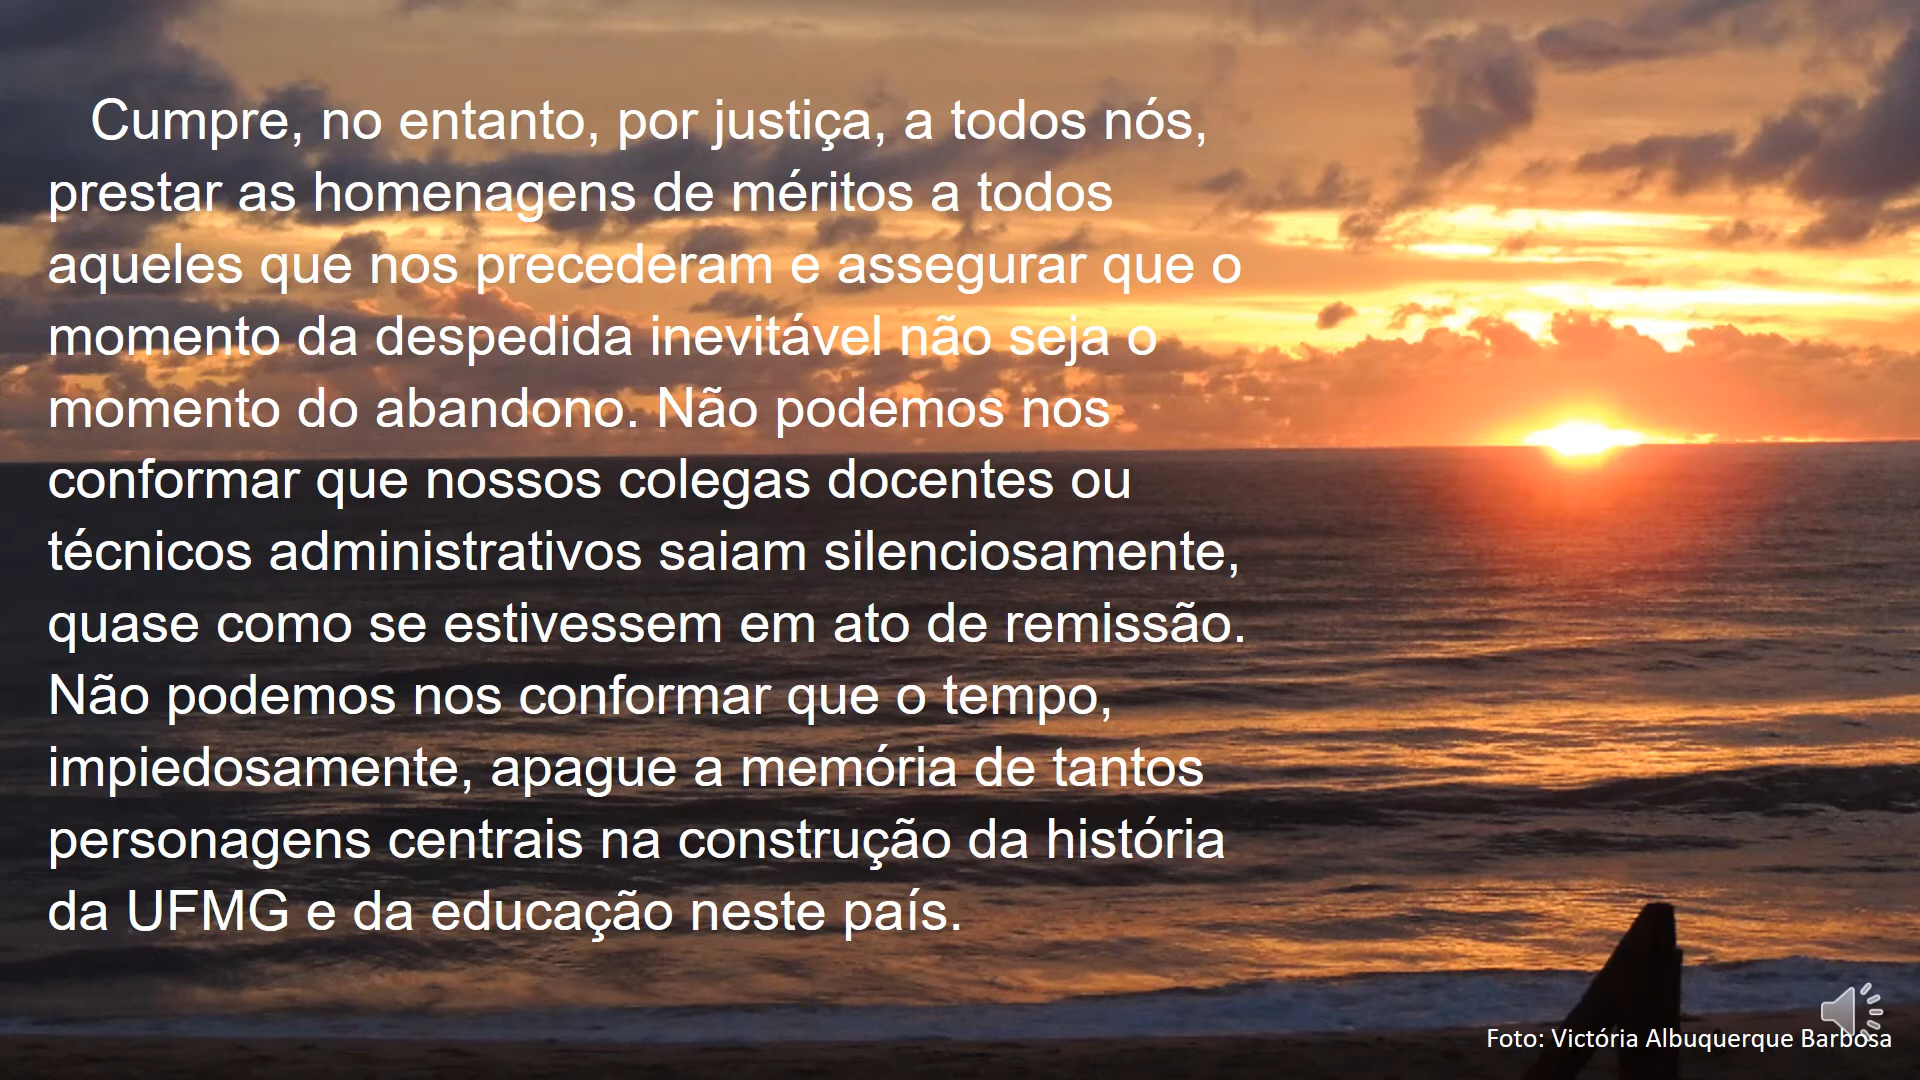 Cumpre, no entanto, por justiça, a todos nós,
prestar as homenagens de méritos a todos
aqueles que nos precederam e assegurar que o
momento da despedida inevitável não seja o
momento do abandono. Não podemos nos
conformar que nossos colegas docentes ou
técnicos administrativos saiam silenciosamente,
quase como se estivessem em ato de remissão.
Não podemos nos conformar que o tempo,
impiedosamente, apague a memória de tantos
personagens centrais na construção da história
da UFMG e da educação neste país.
Foto: Victória Albuquerque Barbosa